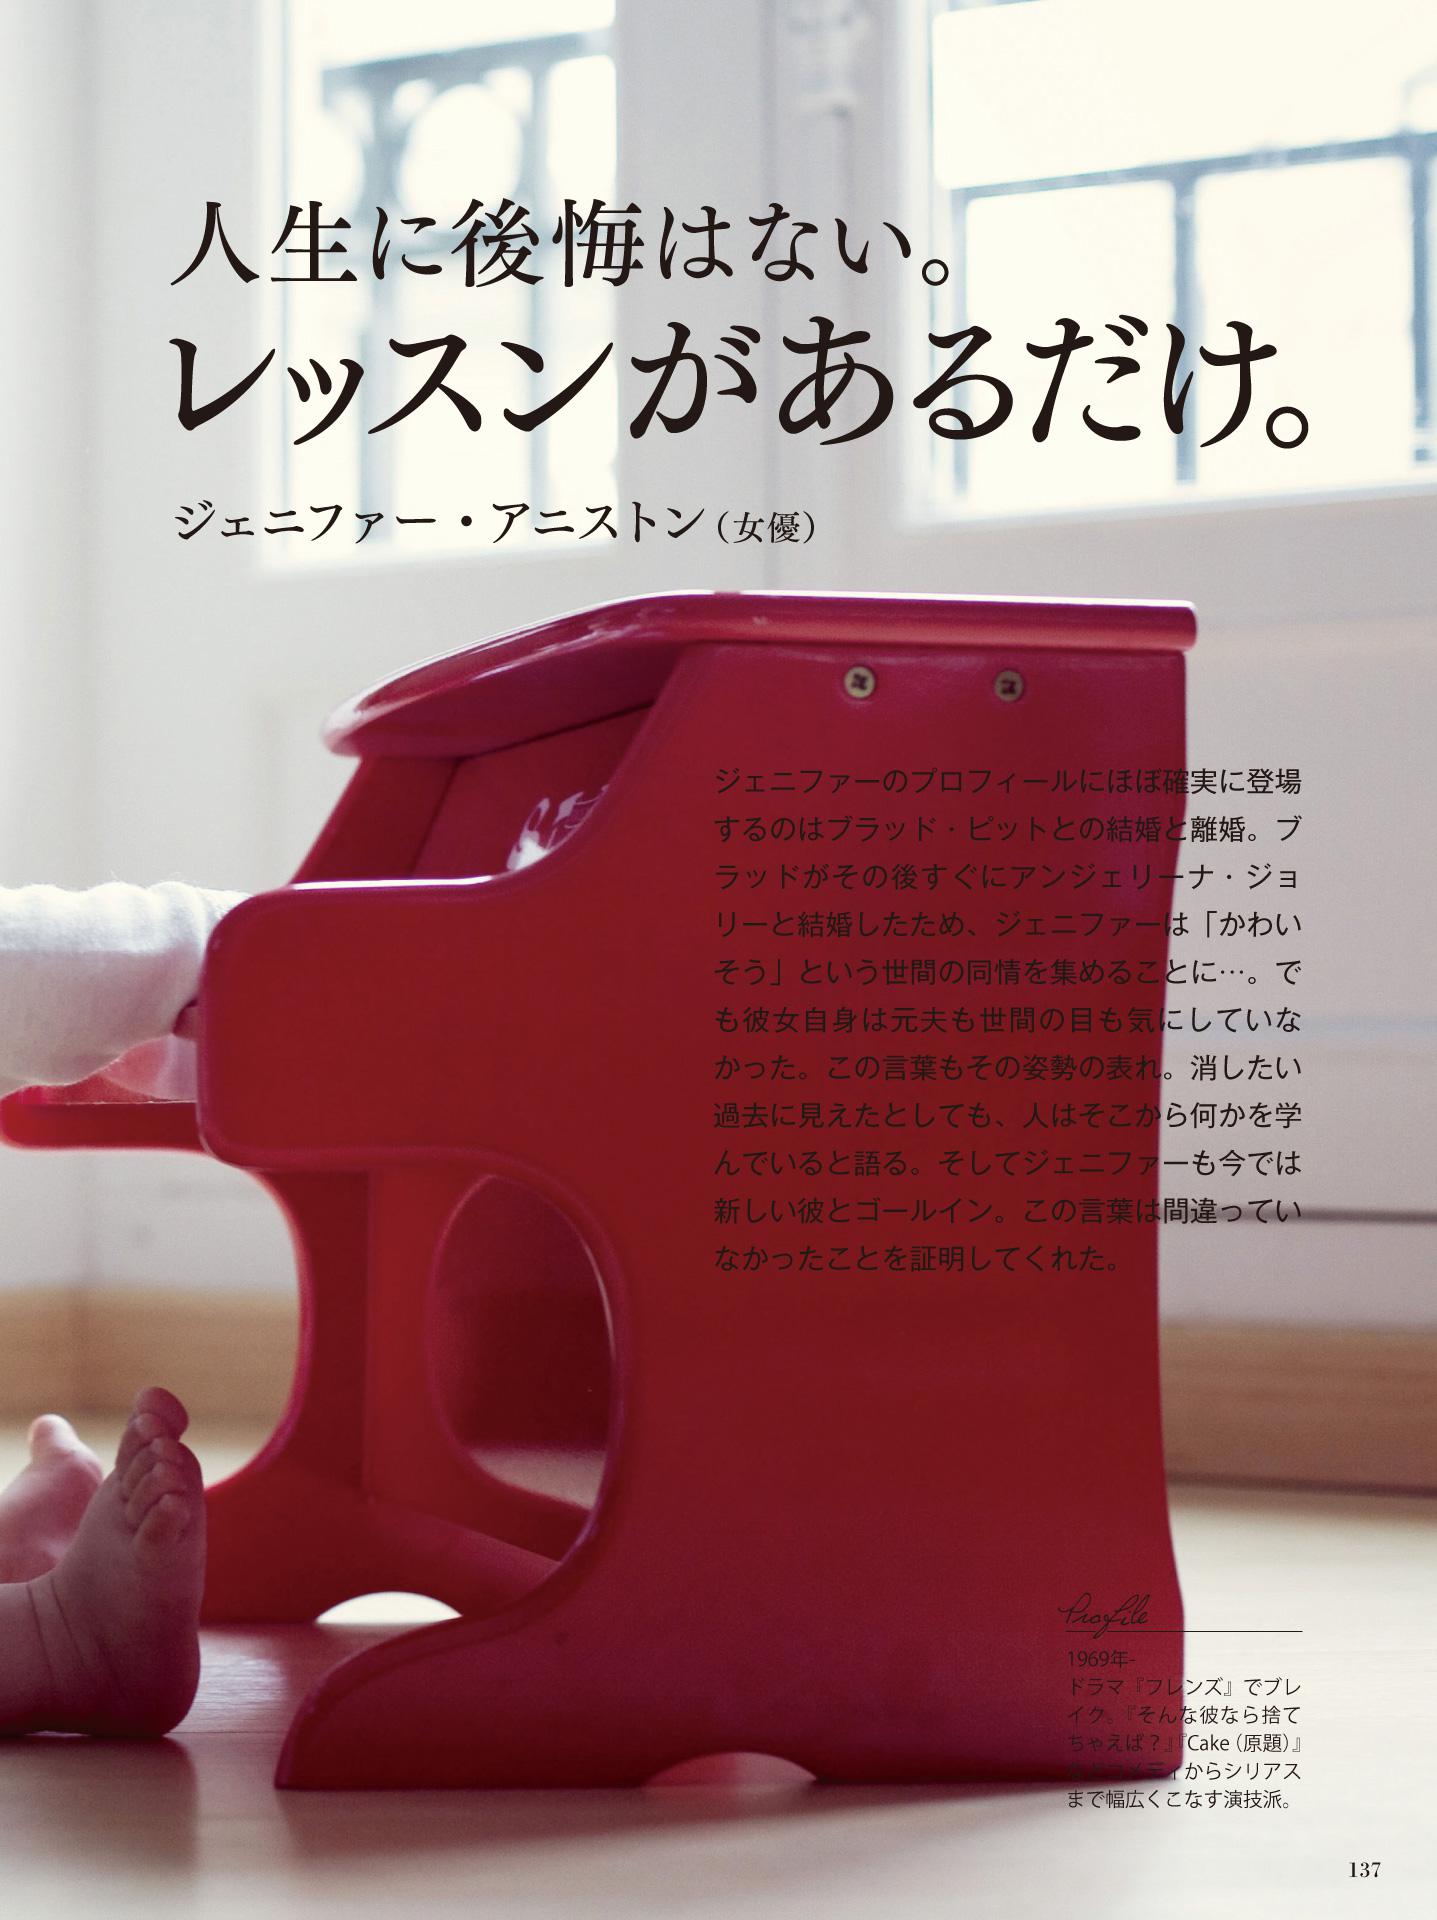 人生に後悔はない。
レッスンがあるだけ。
ジェニファー・アニストン（女優）
ジェニファーのプロフィールにほぼ確実に登場
するのはブラッド・ピットとの結婚と離婚。ブ
ラッドがその後すぐにアンジェリーナ・ジョ
リーと結婚したため、ジェニファーは「かわい
そう」という世間の同情を集めることに…。で
も彼女自身は元夫も世間の目も気にしていな
かった。この言葉もその姿勢の表れ。消したい
過去に見えたとしても、人はそこから何かを学
んでいると語る。そしてジェニファーも今では
新しい彼とゴールイン。この言葉は間違ってい
なかったことを証明してくれた。
Profile
1969年-
ドラマ『フレンズ』でブレ
イク。『そんな彼なら捨て
ちゃえば？』『Cake（原題）』
などコメディからシリアス
まで幅広くこなす演技派。
137